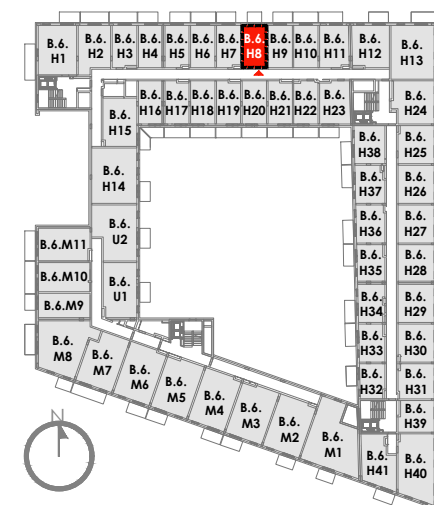 B.6.
H1
B.6.
H2
B.6.
H3
B.6.
H4
B.6.
H5
B.6.
H6
B.6.
H7
B.6.
H8
B.6.
H9
B.6.
H10
B.6.
H11
B.6.
H12
B.6.
H13
B.6.
H15
B.6.
H16
B.6.
H17
B.6.
H18
B.6.
H19
B.6.
H20
B.6.
H21
B.6.
H22
B.6.
H23
B.6.
H24
B.6.
H38
B.6.
H25
B.6.
H14
B.6.
H37
B.6.
H26
B.6.
U2
B.6.
H36
B.6.
H27
B.6.M11
B.6.
H35
B.6.
H28
B.6.M10
B.6.
U1
B.6.
H34
B.6.
H29
B.6.M9
B.6.
M8
B.6.
M7
B.6.
M6
B.6.
M5
B.6.
M4
B.6.
M3
B.6.
M2
B.6.
M1
B.6.
H33
B.6.
H30
B.6.
H32
B.6.
H31
B.6.
H39
B.6.
H41
B.6.
H40
N